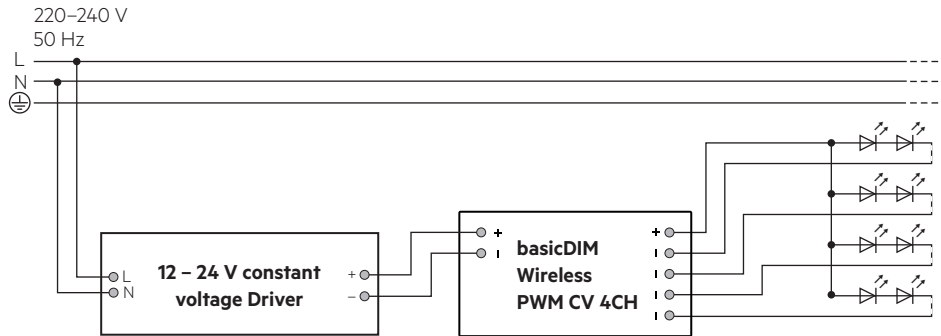 220–240 V
50 Hz
L
N
12 – 24 V constant
voltage Driver
L
N
+
–
basicDIM
Wireless
PWM CV 4CH
+
–
+
–
–
–
–